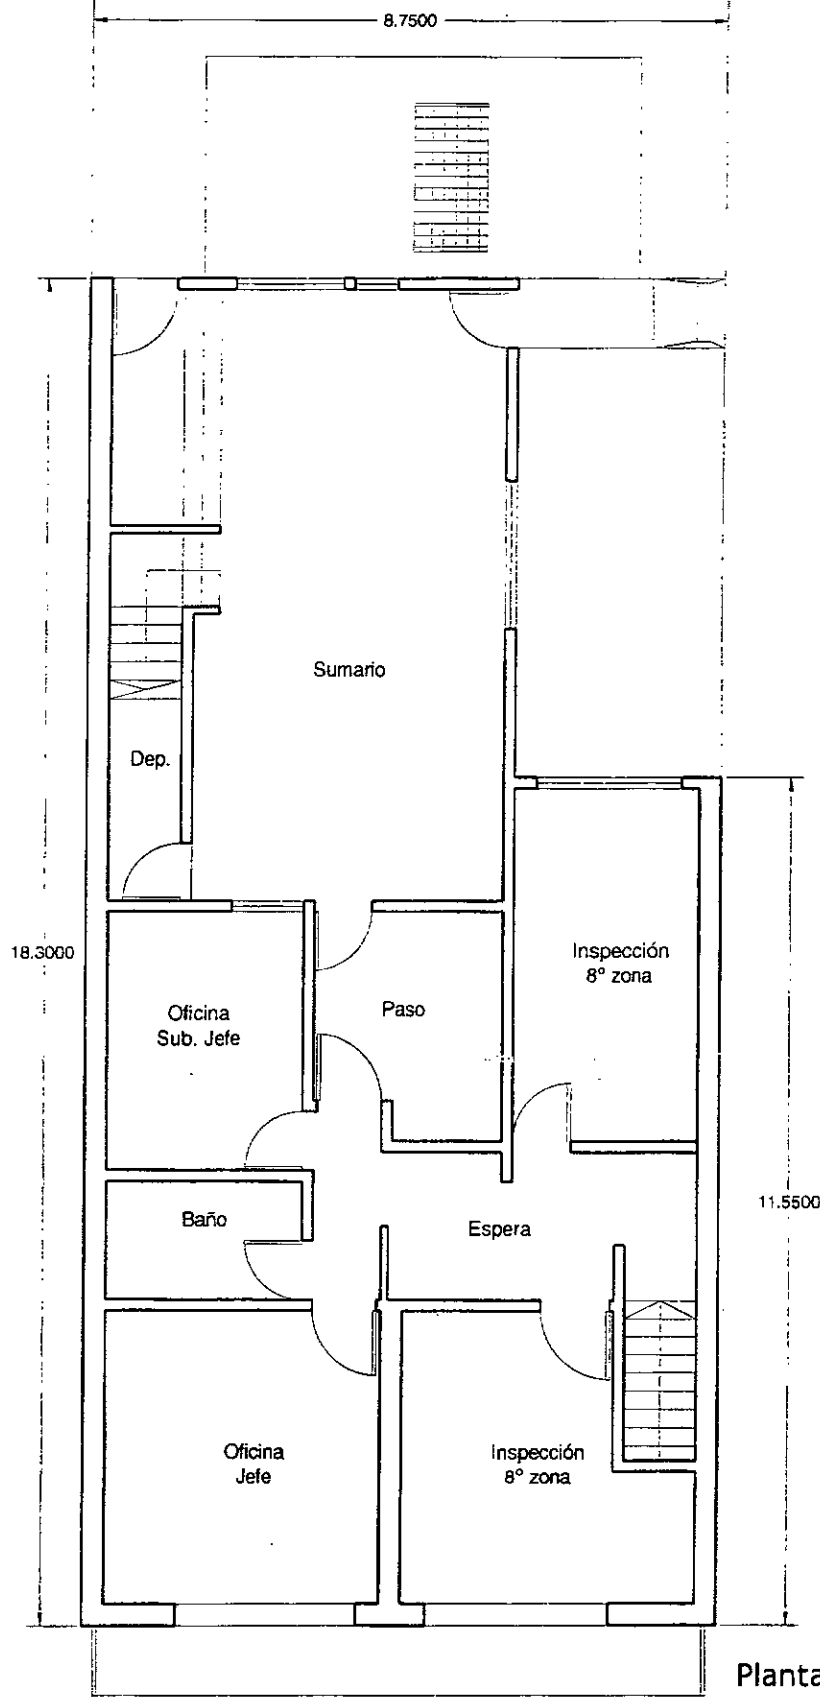 8.7500
Sumario
Dep.
18.3000
Inspección
8° zona
Oficina
Sub. Jefe
Paso
11.5500
Baño
Espera
Oficina
Jefe
Inspección
8° zona
Planta